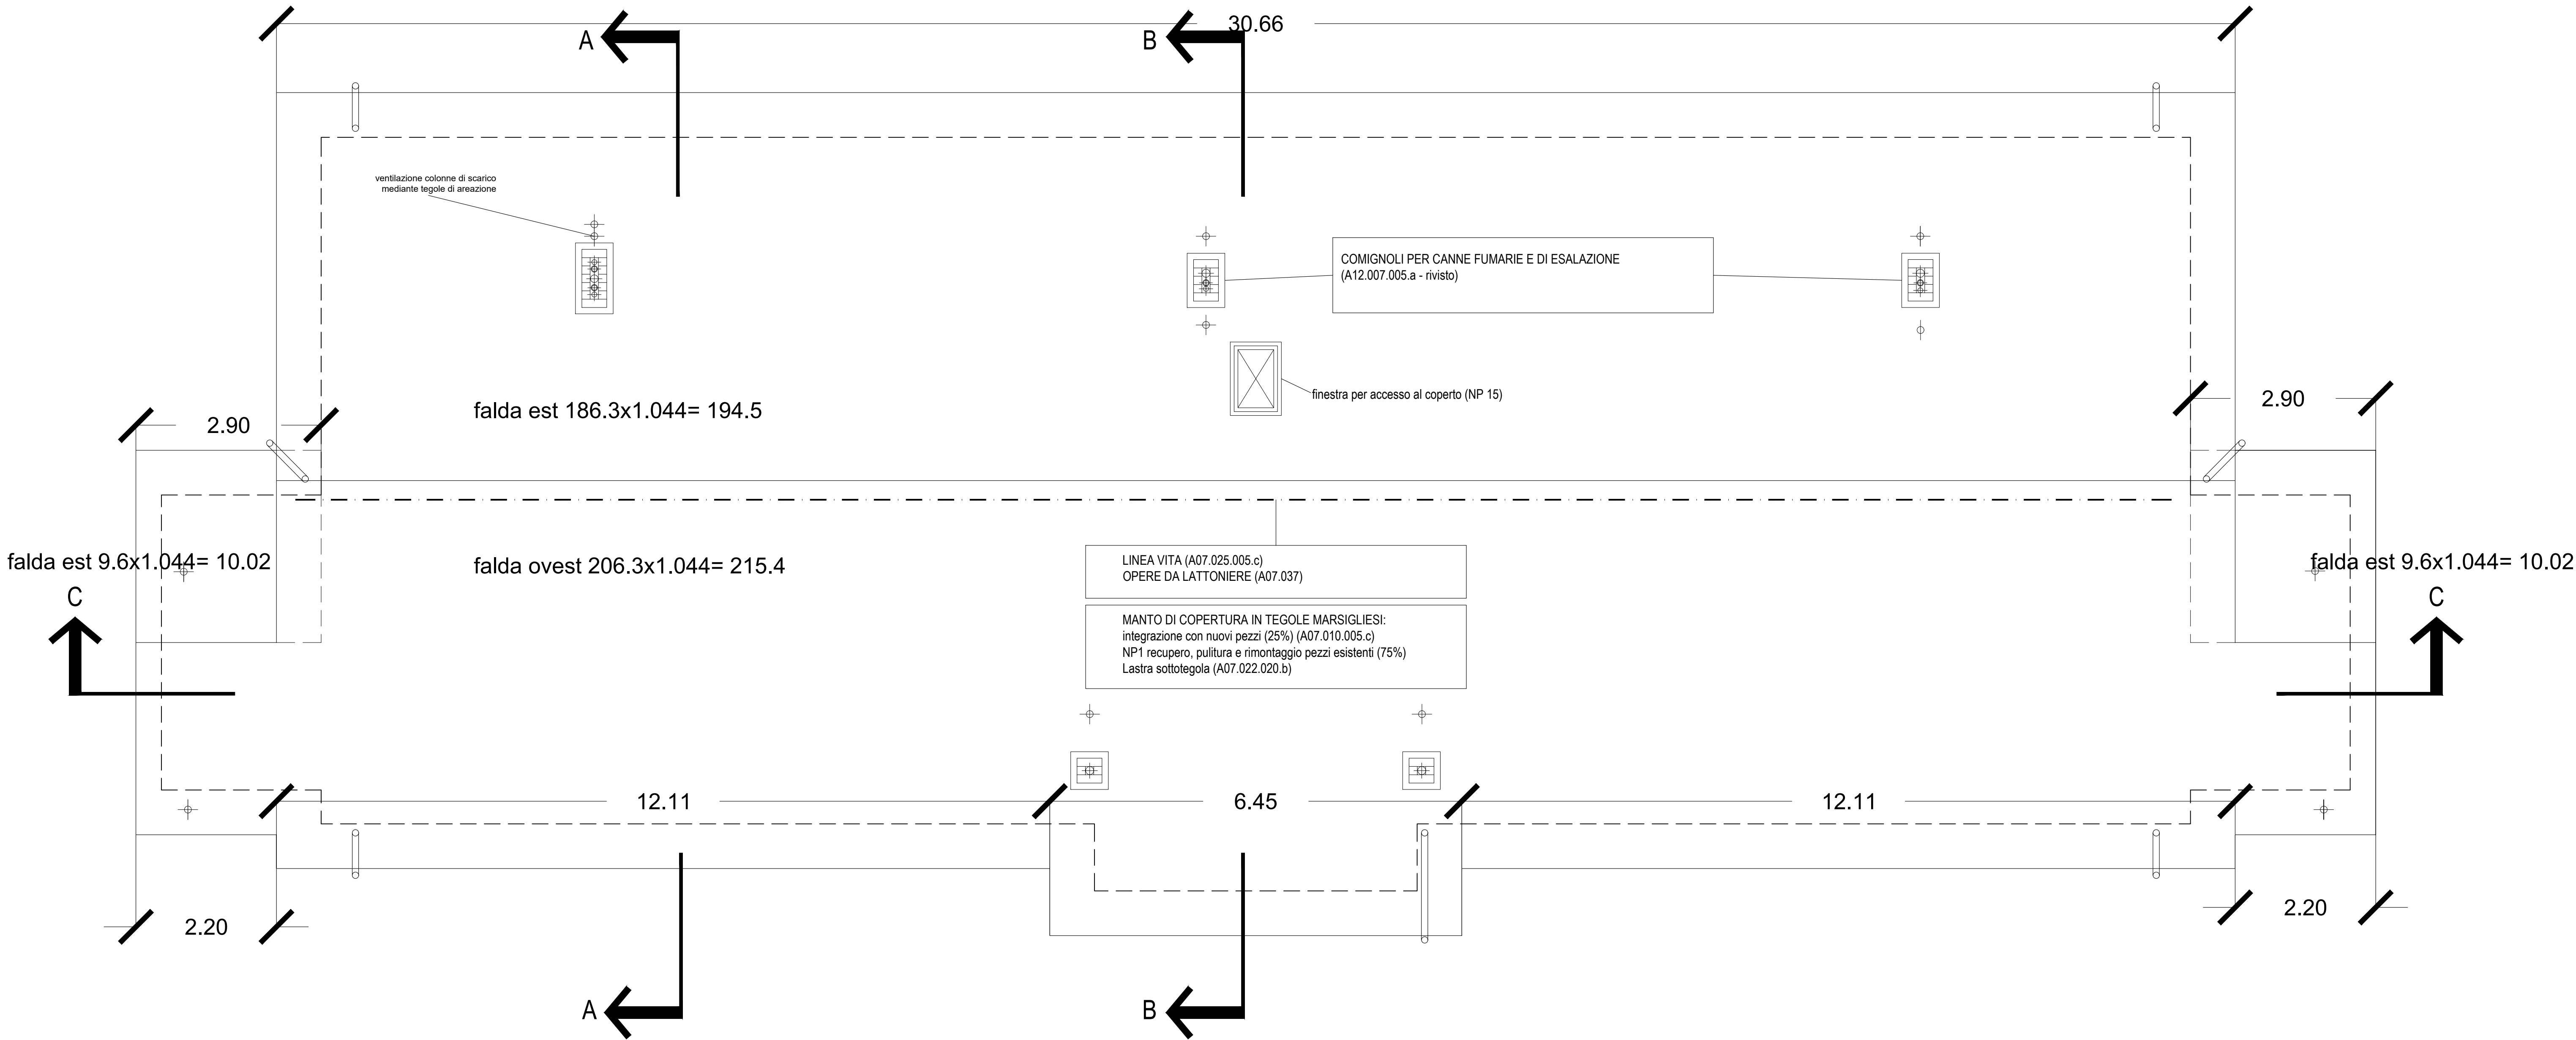 30.66
A
B
ventilazione colonne di scarico
mediante tegole di areazione
COMIGNOLI PER CANNE FUMARIE E DI ESALAZIONE
(A12.007.005.a - rivisto)
finestra per accesso al coperto (NP 15)
falda est 186.3x1.044= 194.5
2.90
2.90
falda est 9.6x1.044= 10.02
falda ovest 206.3x1.044= 215.4
LINEA VITA (A07.025.005.c)
OPERE DA LATTONIERE (A07.037)
falda est 9.6x1.044= 10.02
C
C
MANTO DI COPERTURA IN TEGOLE MARSIGLIESI:
integrazione con nuovi pezzi (25%) (A07.010.005.c)
NP1 recupero, pulitura e rimontaggio pezzi esistenti (75%)
Lastra sottotegola (A07.022.020.b)
12.11
6.45
12.11
2.20
2.20
A
B